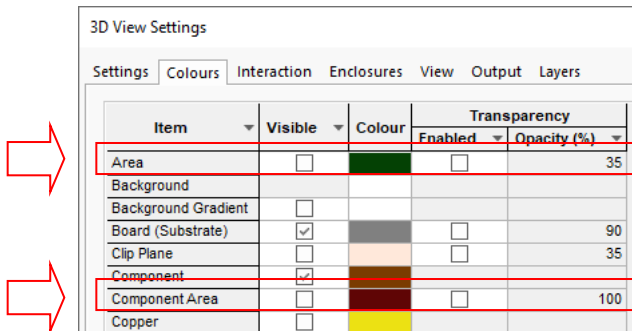 3D View Settings
Settings Colours Interaction Enclosures View Output Layers
Item Visible Colour Transparency
Enabled Opacity (%)
Area 35
Background
Background Gradient
Board (Substrate) 90
Clip Plane 35
Component
Component Area 100
Copper